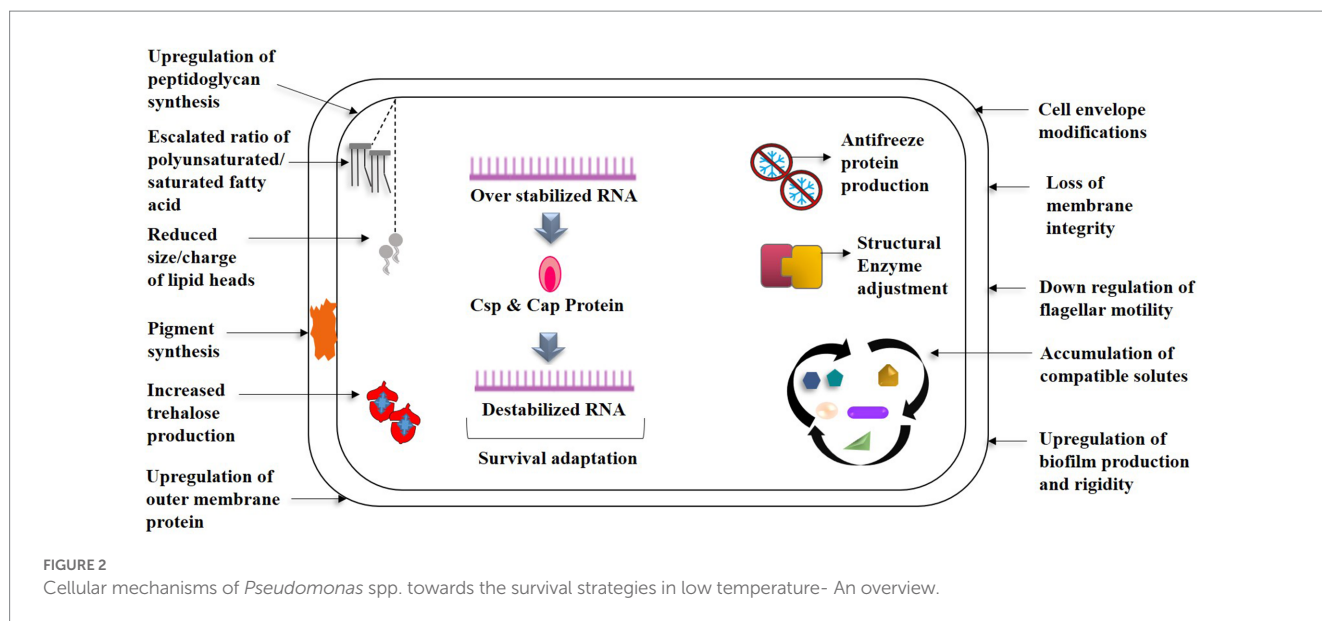 Upregulation of
peptidoglycan
synthesis
Escalated ratio of
polyunsaturated/
saturated fatty
acid
Reduced
size/charge
of lipid heads
Pigment
synthesis
Increased
trehalose
production
Upregulation of
outer membrane
protein
Over stabilized RNA
Csp & Cap Protein
Destabilized RNA
Survival adaptation
Antifreeze
protein
production
Structural
Enzyme
adjustment
Cell envelope
modifications
Loss of
membrane
integrity
Down regulation of
flagellar motility
Accumulation of
compatible solutes
Upregulation of
biofilm production
and rigidity
FIGURE 2
Cellular mechanisms of Pseudomonas spp. towards the survival strategies in low temperature- An overview.